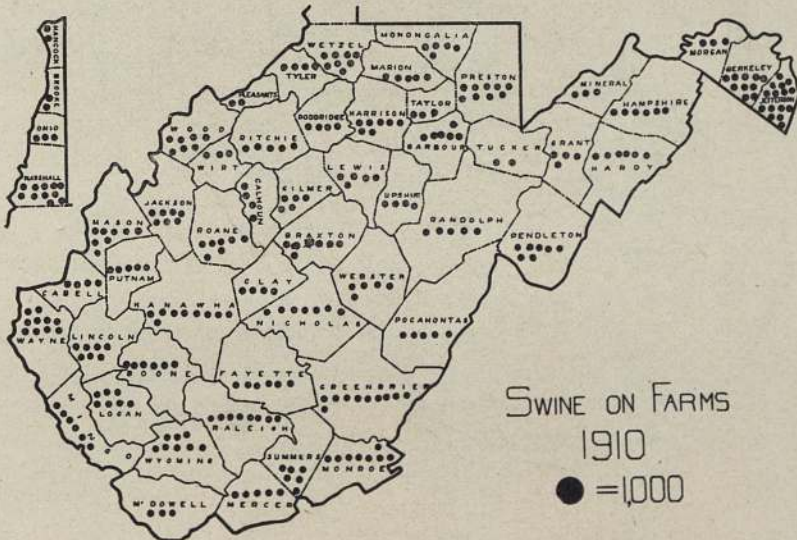 HANCOCK
BROOKE
OHIO
MARSHALL
WETZEL
MONONGALIA
TYLER
MARION
PRESTON
PLEASANTS
DODDRIDGE
HARRISON
TAYLOR
WOOD
RITCHIE
BARBOUR
TUCKER
MINERAL
HAMPSHIRE
MORGAN
BERKELEY
JEFFERSON
GRANT
HARDY
WIRT
LEWIS
CALHOUN
GILMER
UPSHUR
JACKSON
ROANE
MASON
BRAXTON
RANDOLPH
PENDLETON
PUTNAM
CABELL
CLAY
WEBSTER
KANAWHA
NICHOLAS
POCAHONTAS
WAYNE
LINCOLN
BOONE
FAYETTE
GREENBRIER
LOGAN
MINGO
RALEIGH
WYOMING
SUMMERS
MONROE
McDOWELL
MERCER
SWINE ON FARMS
1910
=1,000